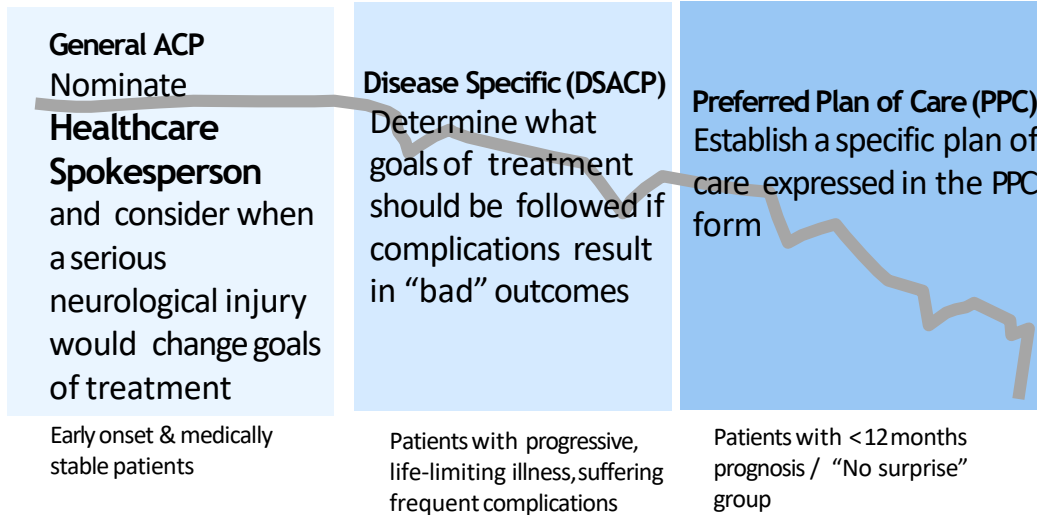 General ACP
Nominate
Healthcare
Spokesperson
and consider when
a serious
neurological injury
would change goals
of treatment
Early onset & medically
stable patients
Disease Specific (DSACP)
Determine what
goals of treatment
should be followed if
complications result
in “bad” outcomes
Patients with progressive,
life-limiting illness, suffering
frequent complications
Preferred Plan of Care (PPC)
Establish a specific plan of
care expressed in the PPC
form
Patients with <12 months
prognosis / “No surprise”
group